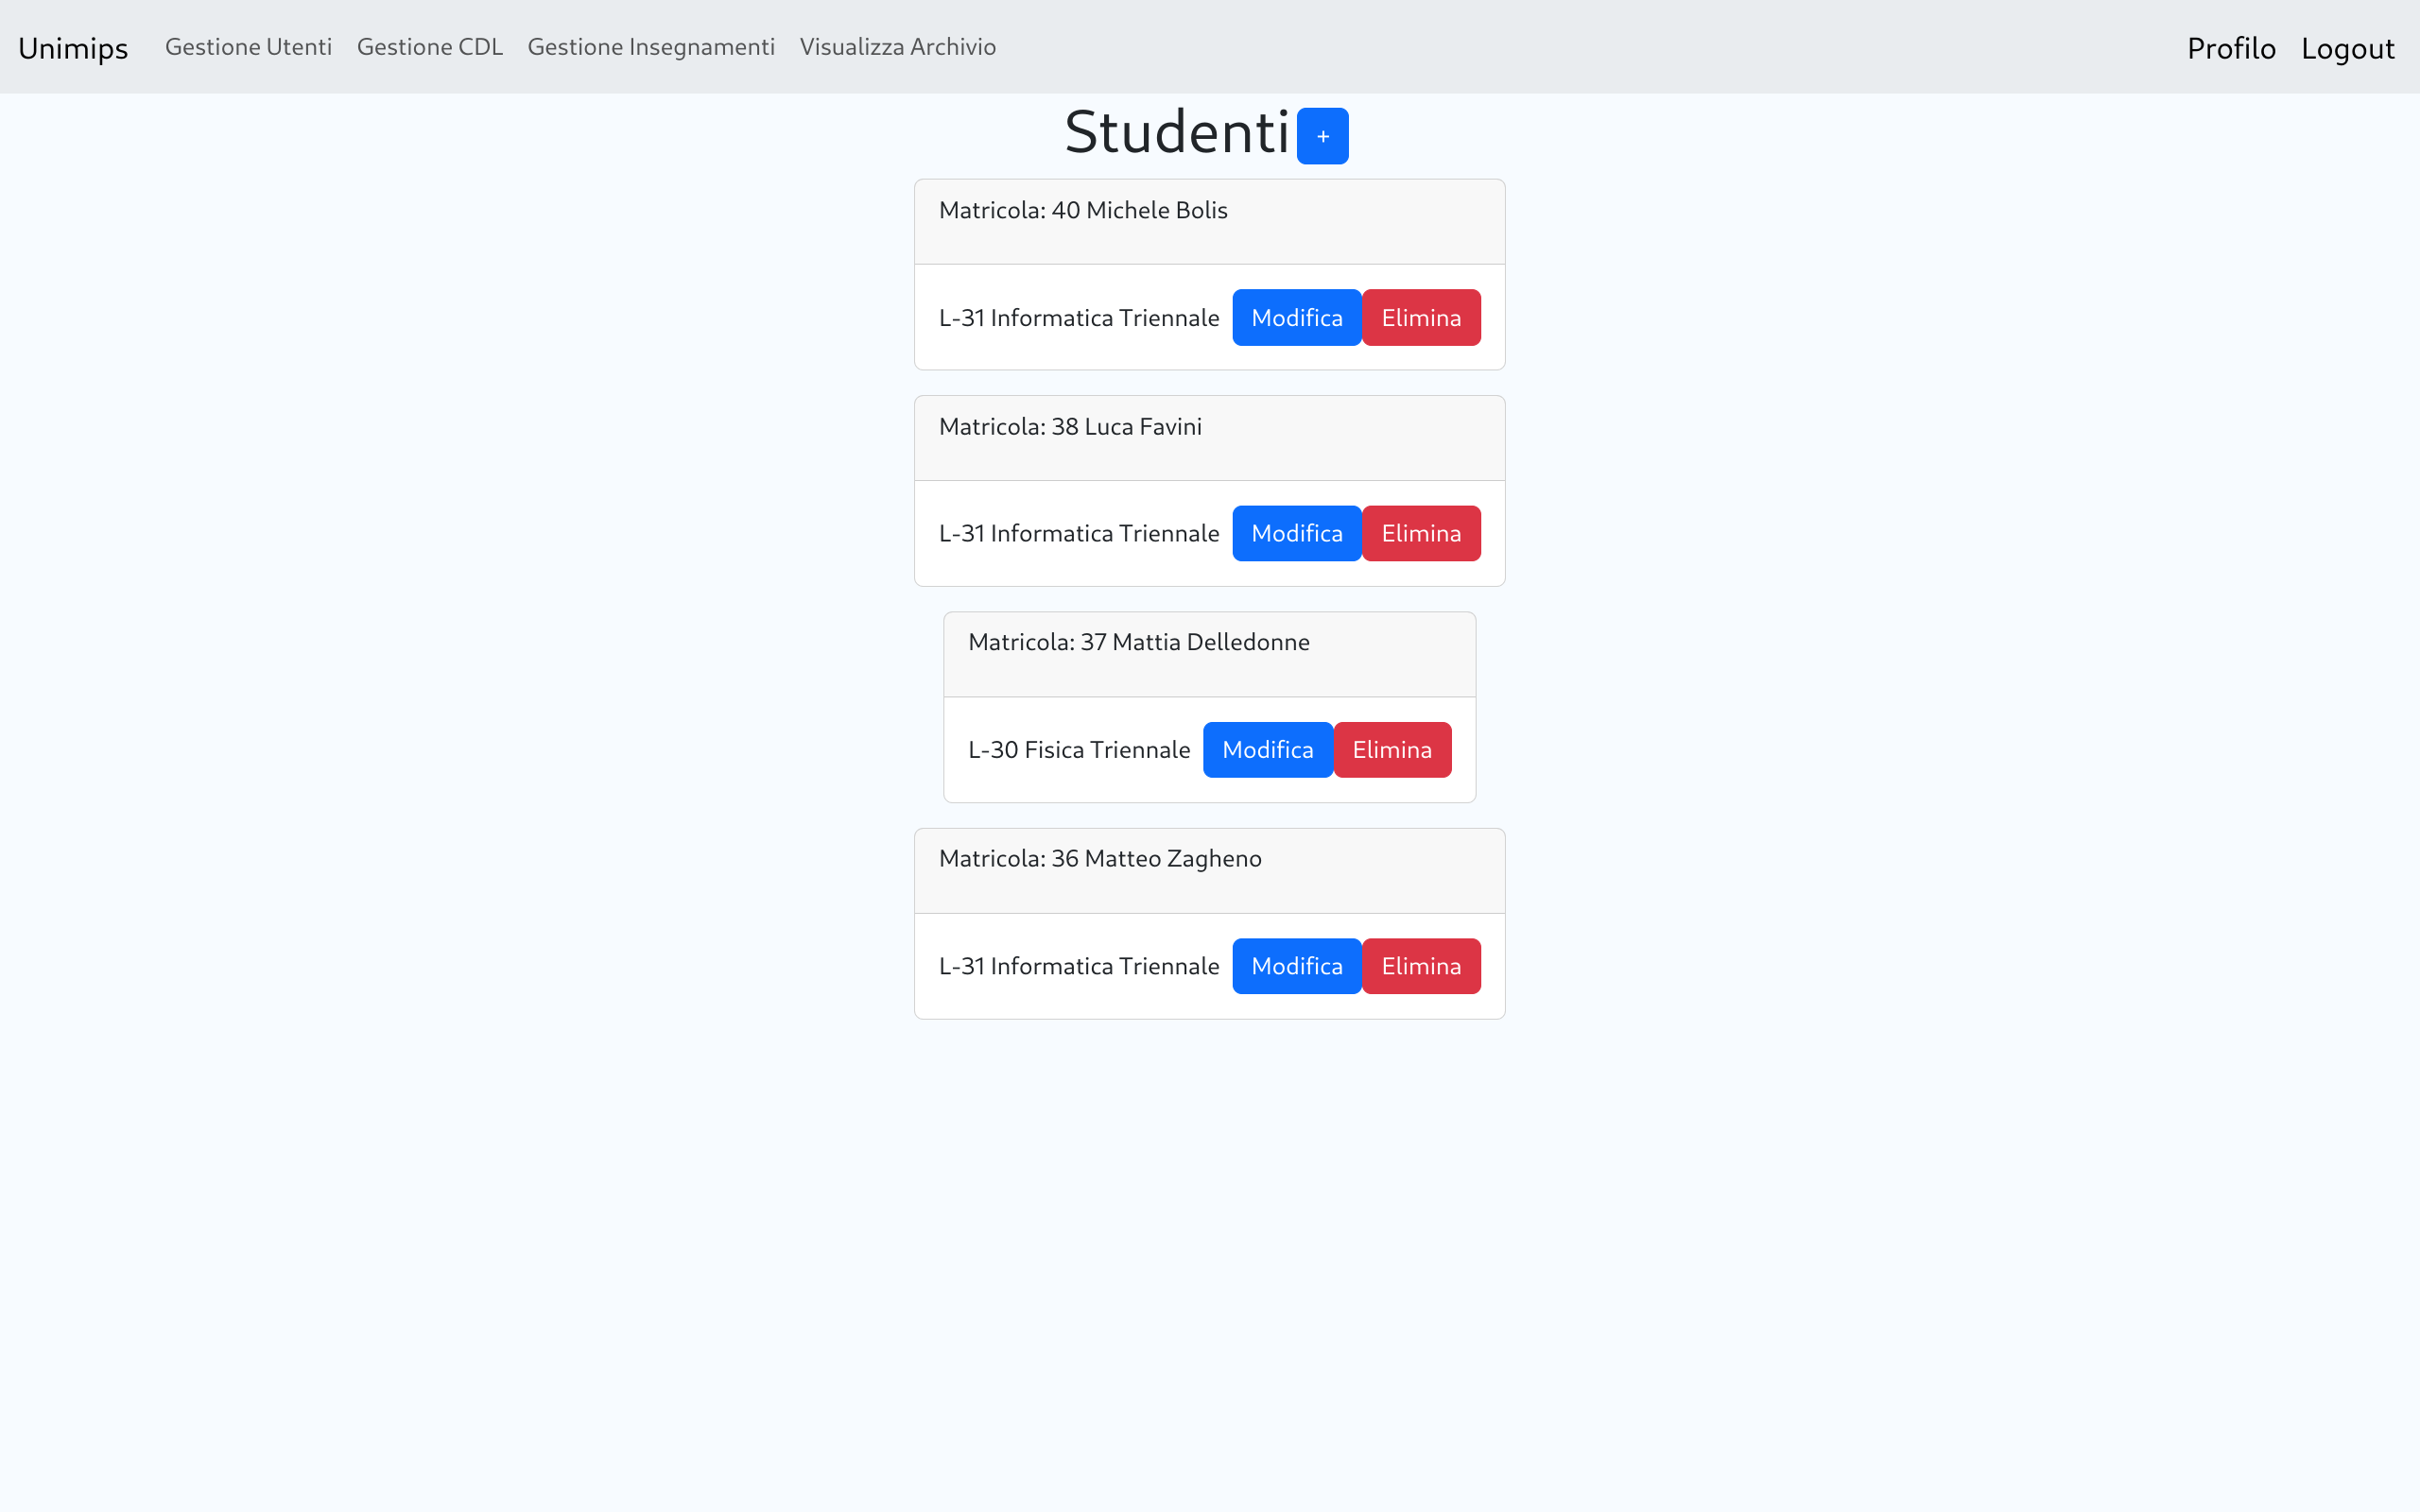 Unimips Gestione Utenti Gestione CDL Gestione Insegnamenti Visualizza Archivio Profilo Logout
Studenti +
Matricola: 40 Michele Bolis
L-31 Informatica Triennale Modifica Elimina
Matricola: 38 Luca Favini
L-31 Informatica Triennale Modifica Elimina
Matricola: 37 Mattia Delledonne
L-30 Fisica Triennale Modifica Elimina
Matricola: 36 Matteo Zagheno
L-31 Informatica Triennale Modifica Elimina